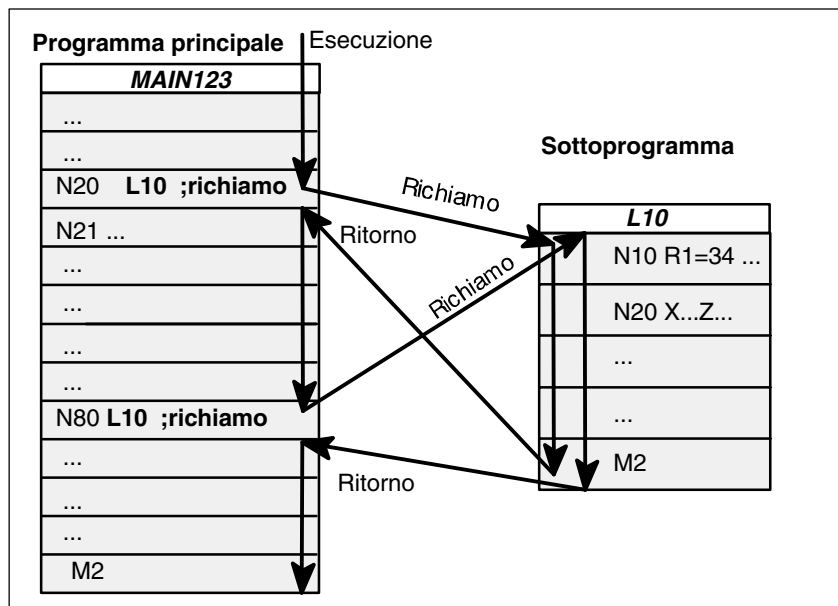 Programma principale
Esecuzione
MAIN123
...
...
N20 L10 ;richiamo
N21 ...
...
...
...
...
N80 L10 ;richiamo
...
...
...
M2
Richiamo
Ritorno
Richiamo
Ritorno
Sottoprogramma
L10
N10 R1=34 ...
N20 X...Z...
...
...
M2